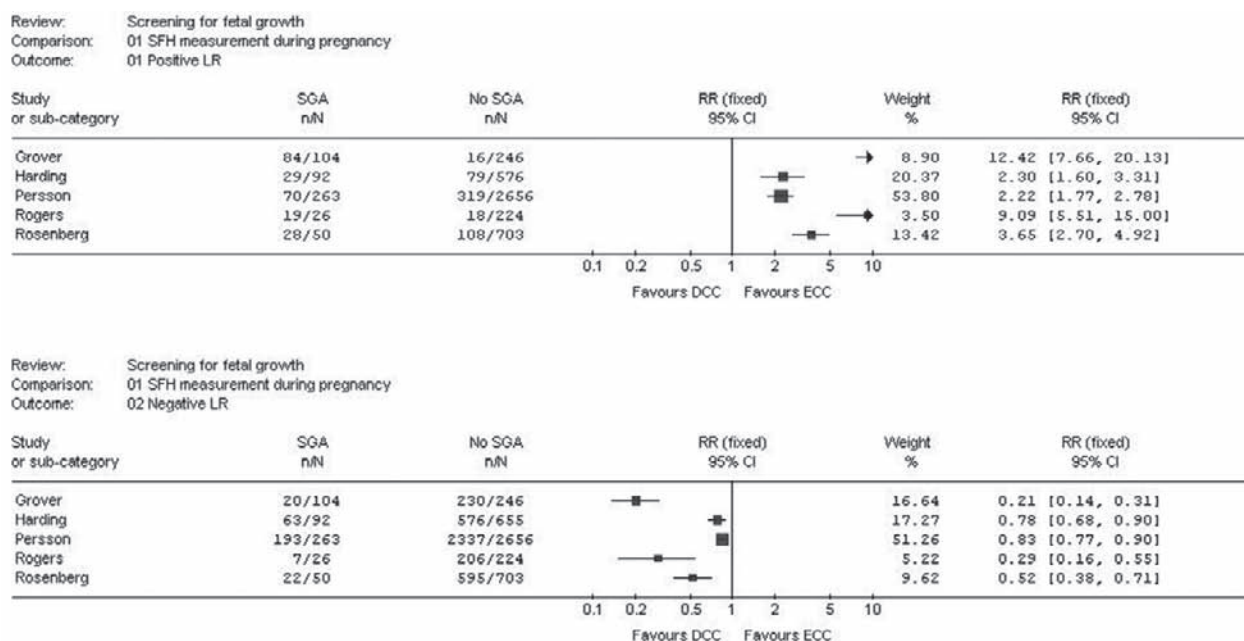 Review: Screening for fetal growth
Comparison: 01 SFH measurement during pregnancy
Outcome: 01 Positive LR
Study SGA No SGA RR (fixed) Weight RR (fixed)
or sub-category n/N n/N 95% CI % 95% CI
Grover 84/104 16/246 8.90 12.42 [7.66, 20.13]
Harding 29/92 79/576 20.37 2.30 [1.60, 3.31]
Persson 70/263 319/2656 53.80 2.22 [1.77, 2.78]
Rogers 19/26 18/224 3.50 9.09 [5.51, 15.00]
Rosenberg 28/50 108/703 13.42 3.65 [2.70, 4.92]
0.1 0.2 0.5 1 2 5 10
Favours DCC Favours ECC
Review: Screening for fetal growth
Comparison: 01 SFH measurement during pregnancy
Outcome: 02 Negative LR
Study SGA No SGA RR (fixed) Weight RR (fixed)
or sub-category n/N n/N 95% CI % 95% CI
Grover 20/104 230/246 16.64 0.21 [0.14, 0.31]
Harding 63/92 576/655 17.27 0.78 [0.68, 0.90]
Persson 193/263 2337/2656 51.26 0.83 [0.77, 0.90]
Rogers 7/26 206/224 5.22 0.29 [0.16, 0.55]
Rosenberg 22/50 595/703 9.62 0.52 [0.38, 0.71]
0.1 0.2 0.5 1 2 5 10
Favours DCC Favours ECC